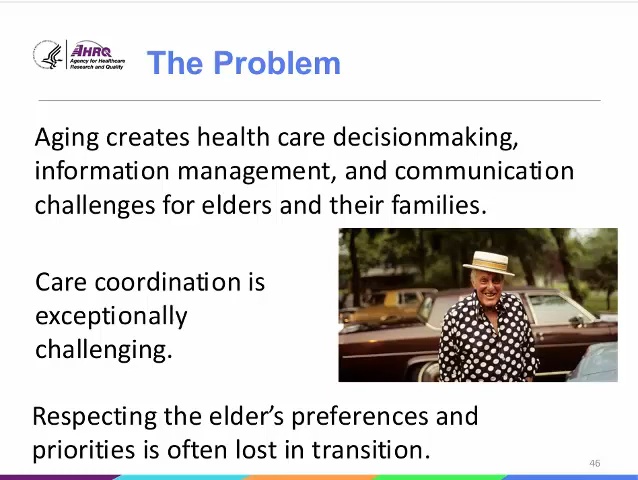 AHRQ
Agency for Healthcare
Research and Quality
The Problem
Aging creates health care decisionmaking,
information management, and communication
challenges for elders and their families.
Care coordination is
exceptionally
challenging.
Respecting the elder’s preferences and
priorities is often lost in transition.
46